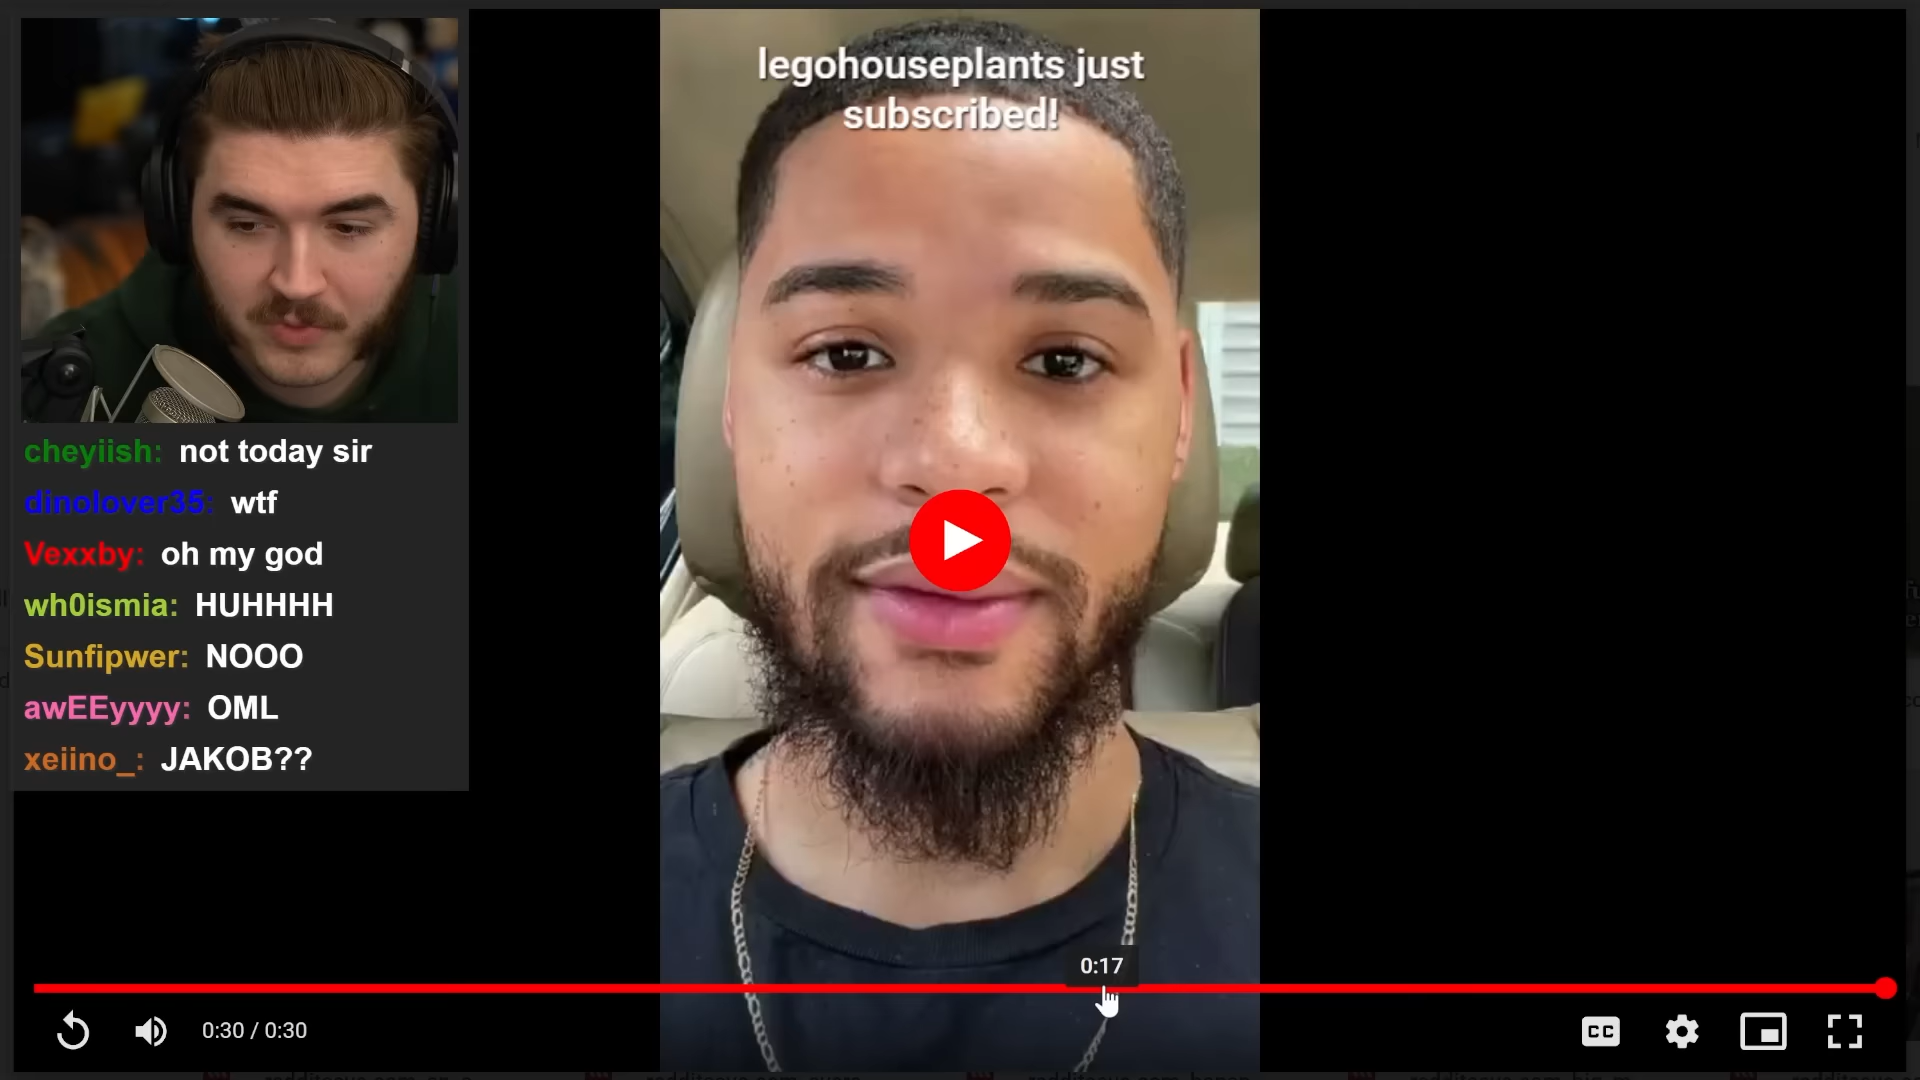 legohouseplants just
subscribed!
cheyiish: not today sir
dinolover35: wtf
Vexxby: oh my god
wh0ismia: HUHHHH
Sunfipwer: NOOO
awEEyyyy: OML
xeiino_: JAKOB??
0:17
0:30 / 0:30
CC